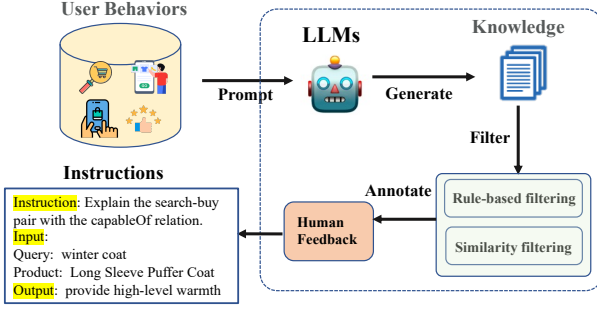 User Behaviors
LLMs
Knowledge
Prompt
Generate
Filter
Instructions
Annotate
Rule-based filtering
Similarity filtering
Human
Feedback
Instruction: Explain the search-buy
pair with the capableOf relation.
Input:
Query: winter coat
Product: Long Sleeve Puffer Coat
Output: provide high-level warmth